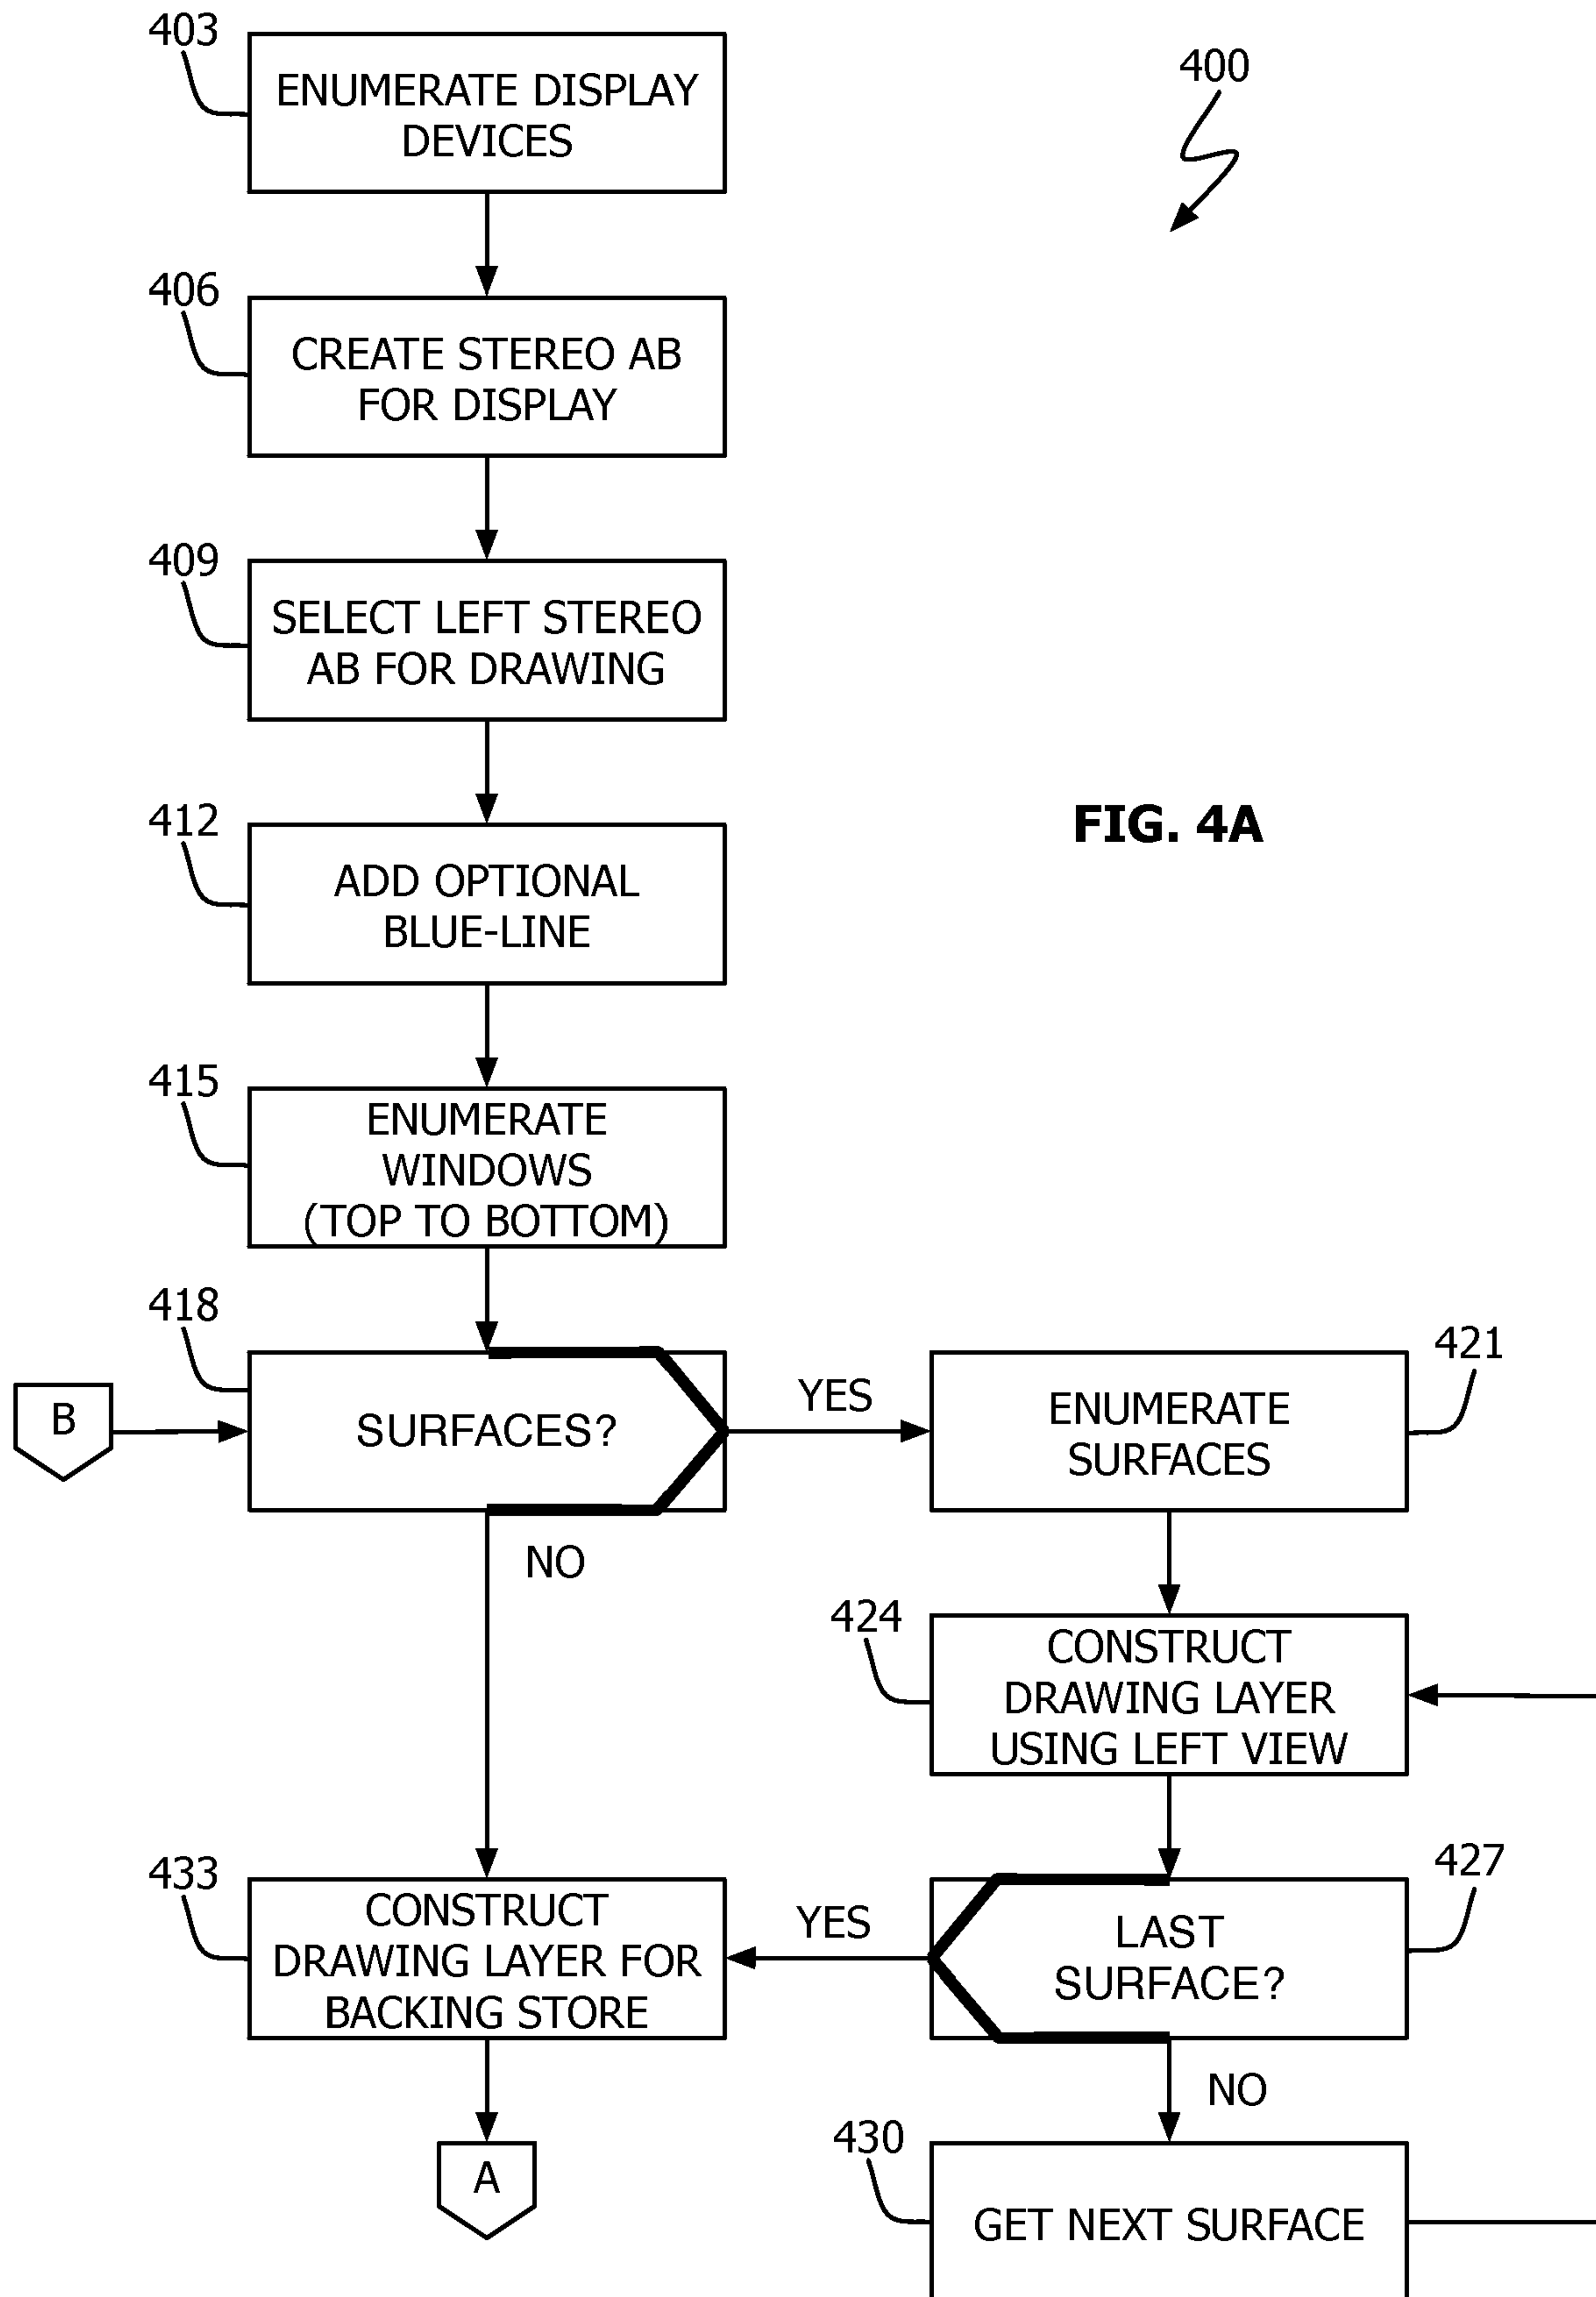 403
ENUMERATE DISPLAY
DEVICES
400
406
CREATE STEREO AB
FOR DISPLAY
409
SELECT LEFT STEREO
AB FOR DRAWING
412
ADD OPTIONAL
BLUE-LINE
FIG. 4A
415
ENUMERATE
WINDOWS
(TOP TO BOTTOM)
418
B
SURFACES?
YES
NO
421
ENUMERATE
SURFACES
424
CONSTRUCT
DRAWING LAYER
USING LEFT VIEW
427
LAST
SURFACE?
YES
NO
433
CONSTRUCT
DRAWING LAYER FOR
BACKING STORE
A
430
GET NEXT SURFACE